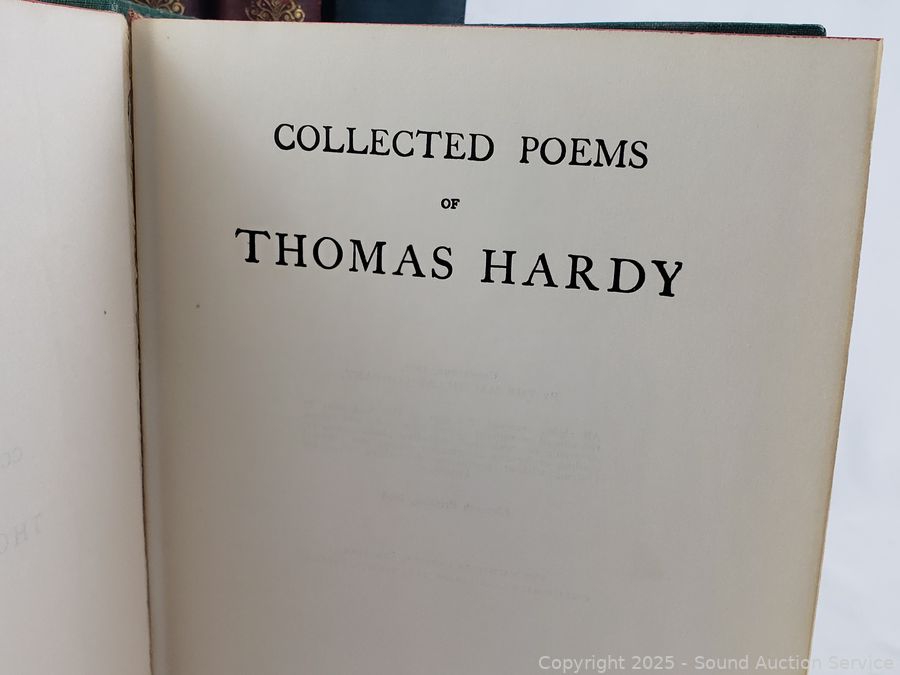 COLLECTED POEMS
OF
THOMAS HARDY
Copyright 2025 - Sound Auction Service